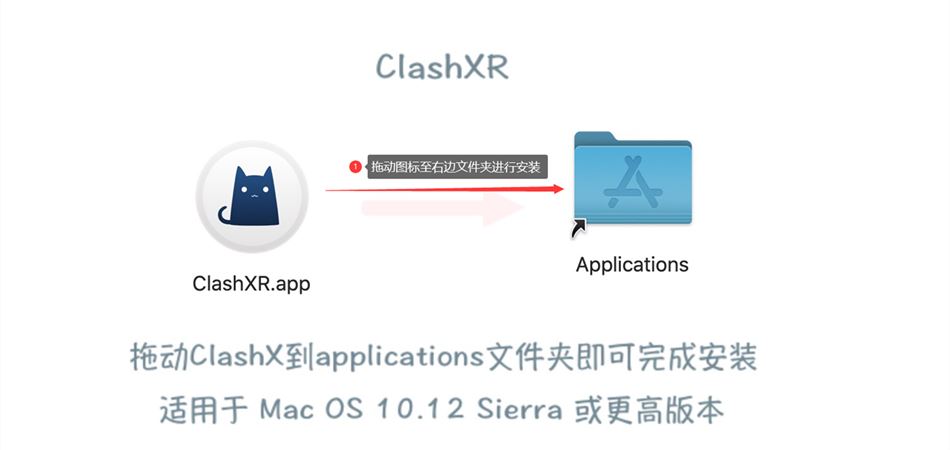 ClashXR
1 拖动图标至右边文件夹进行安装
ClashXR.app
Applications
拖动ClashX到applications文件夹即可完成安装
适用于 Mac OS 10.12 Sierra 或更高版本